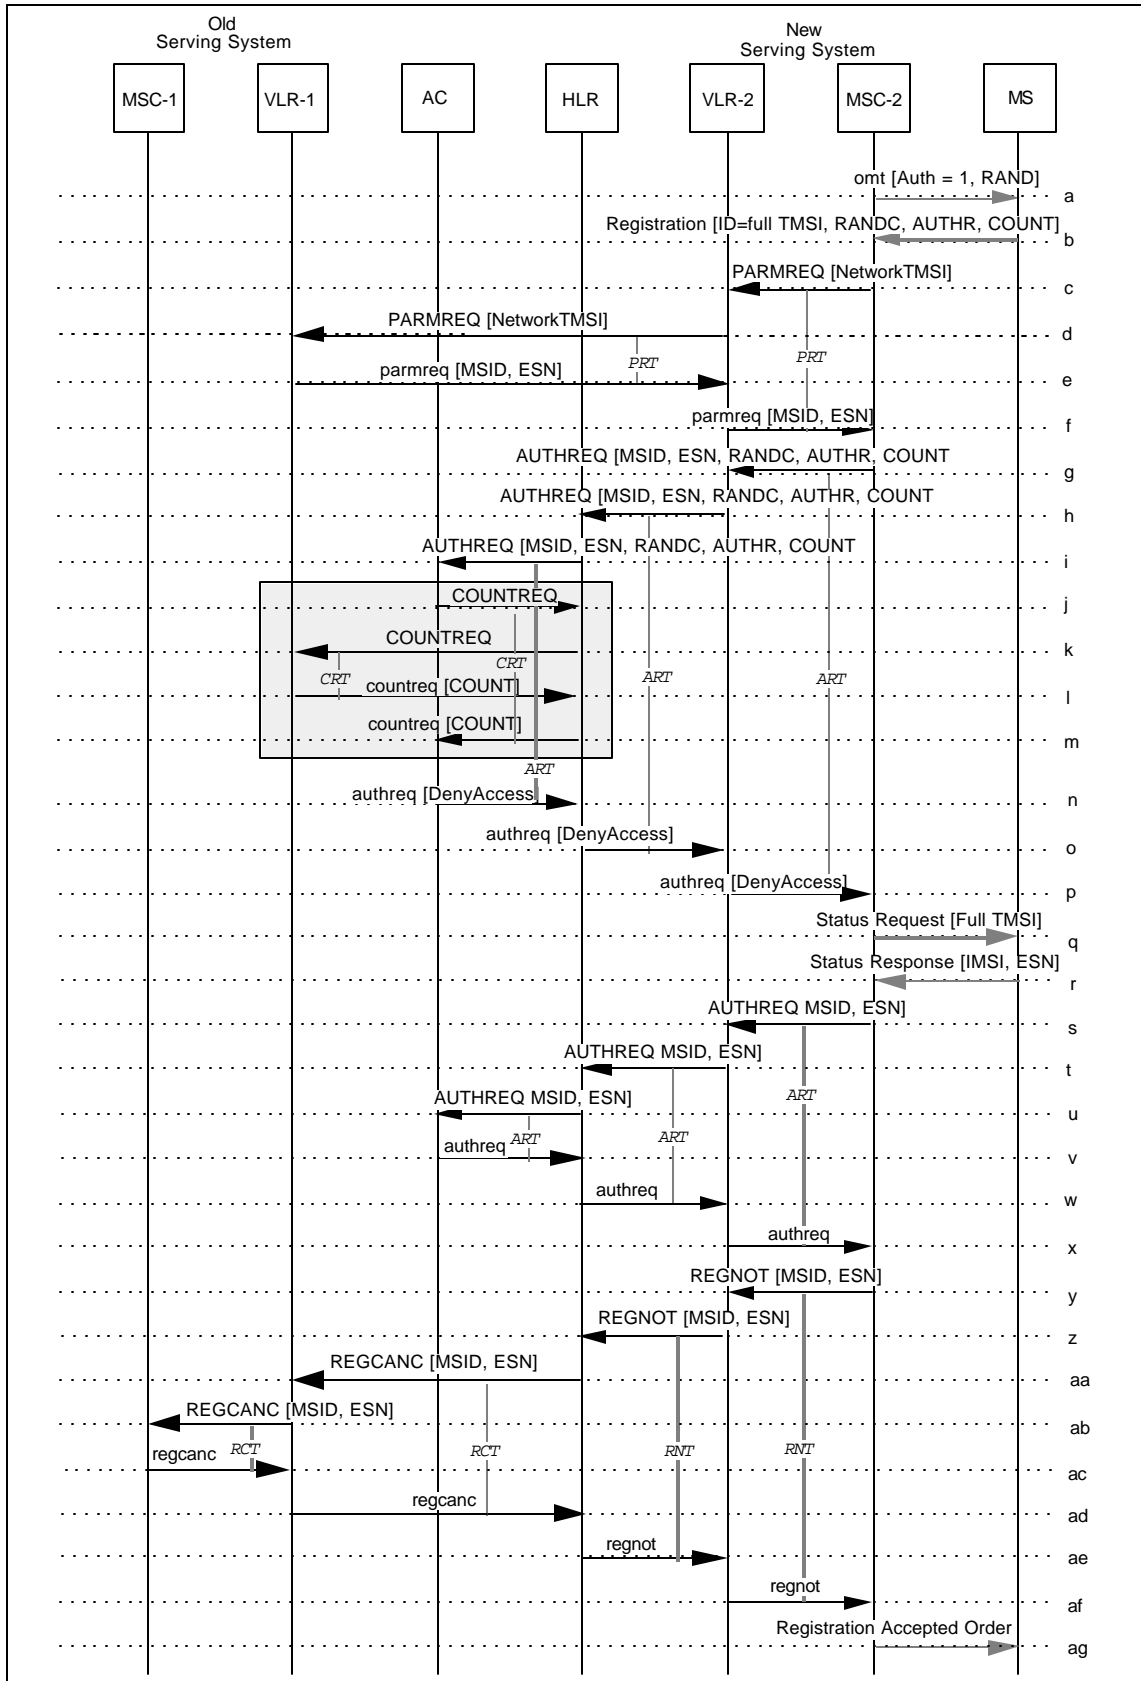 Old
Serving System
New
Serving System
MSC-1 VLR-1 AC HLR VLR-2 MSC-2 MS
omt [Auth = 1, RAND]
a
Registration [ID=full TMSI, RANDC, AUTHR, COUNT]
b
PARMREQ [NetworkTMSI]
c
PARMREQ [NetworkTMSI]
d
PRT
PRT
parmreq [MSID, ESN]
e
parmreq [MSID, ESN]
f
AUTHREQ [MSID, ESN, RANDC, AUTHR, COUNT
g
AUTHREQ [MSID, ESN, RANDC, AUTHR, COUNT
h
AUTHREQ [MSID, ESN, RANDC, AUTHR, COUNT
i
COUNTREQ
j
COUNTREQ
k
CRT
CRT
ART
ART
countreq [COUNT]
l
countreq [COUNT]
m
ART
authreq [DenyAccess]
n
authreq [DenyAccess]
o
authreq [DenyAccess]
p
Status Request [Full TMSI]
q
Status Response [IMSI, ESN]
r
AUTHREQ MSID, ESN]
s
AUTHREQ MSID, ESN]
t
ART
AUTHREQ MSID, ESN]
u
ART
ART
authreq
v
authreq
w
authreq
x
REGNOT [MSID, ESN]
y
REGNOT [MSID, ESN]
z
REGCANC [MSID, ESN]
aa
REGCANC [MSID, ESN]
ab
RCT
RCT
RNT
RNT
regcanc
ac
regcanc
ad
regnot
ae
regnot
af
Registration Accepted Order
ag